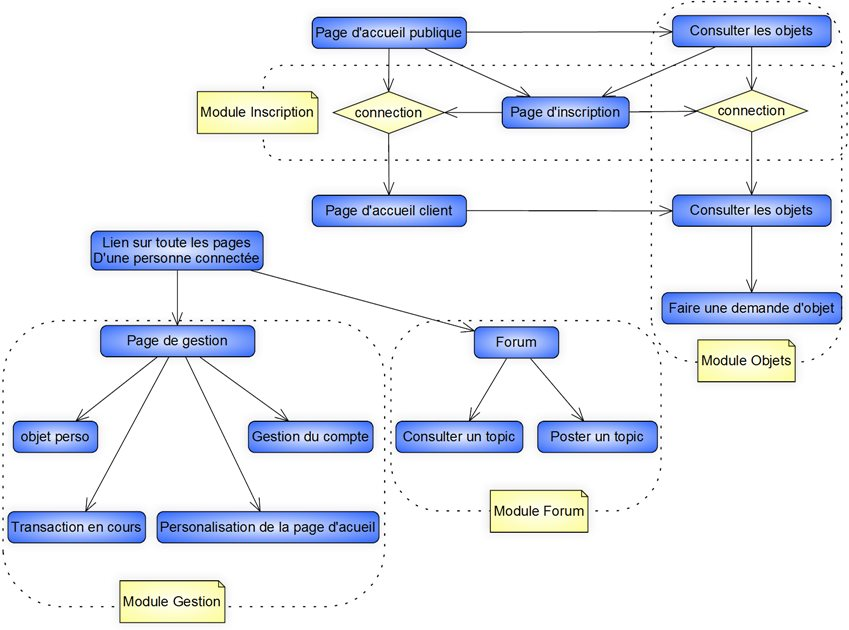 Page d'accueil publique
Consulter les objets
Module Inscription
connection
Page d'inscription
connection
Page d'accueil client
Consulter les objets
Lien sur toute les pages
D'une personne connectée
Faire une demande d'objet
Page de gestion
Forum
Module Objets
objet perso
Gestion du compte
Consulter un topic
Poster un topic
Transaction en cours
Personalisation de la page d'acueil
Module Forum
Module Gestion